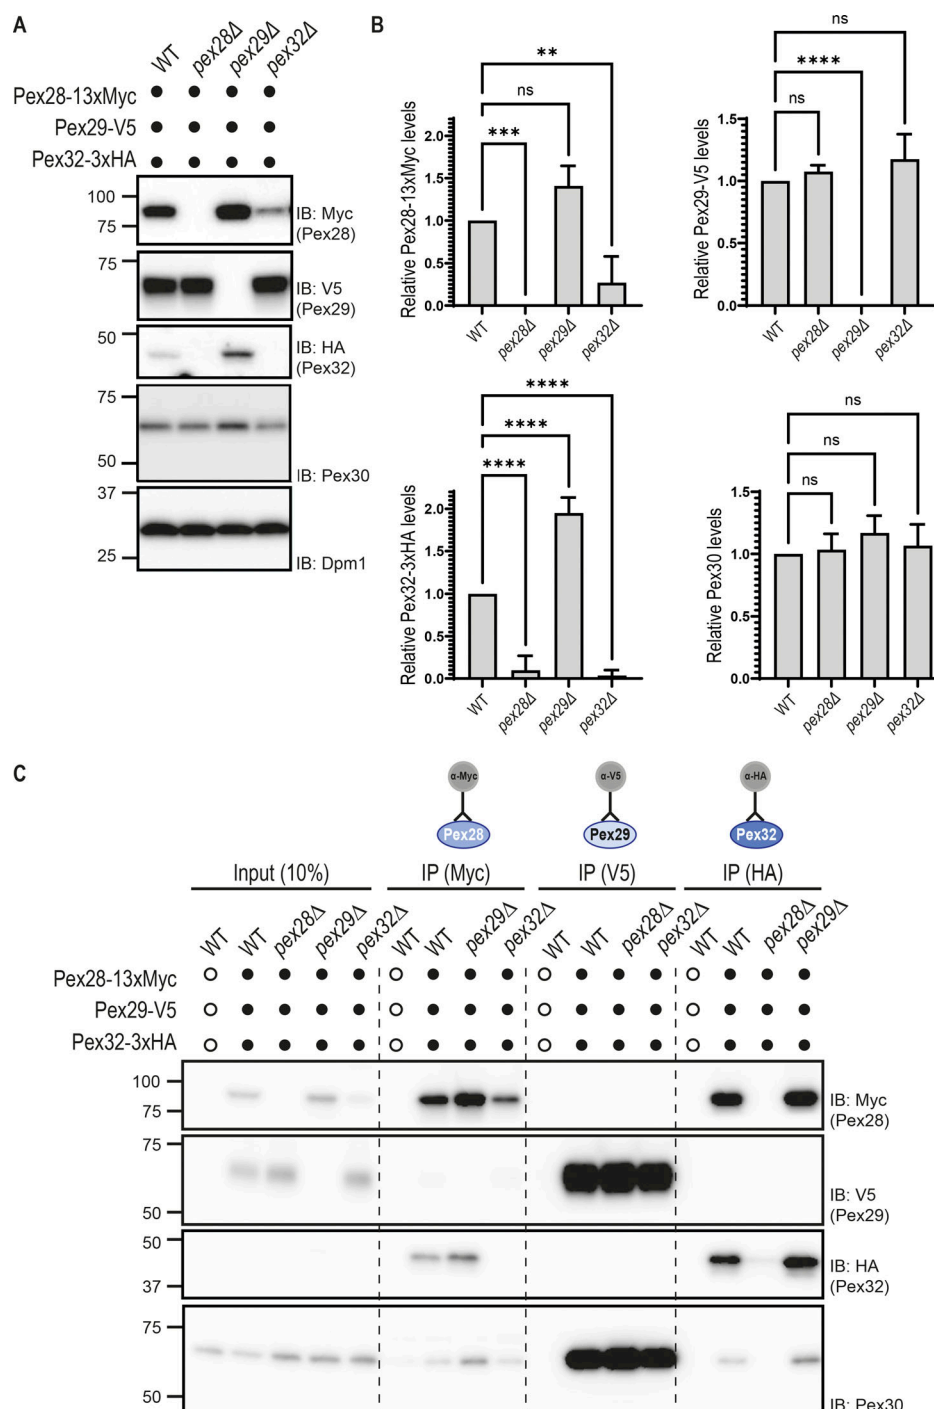 A
WT pex28Δ pex29Δ pex32Δ
Pex28-13xMyc
Pex29-V5
Pex32-3xHA
100
75
IB: Myc
(Pex28)
75
IB: V5
(Pex29)
50
IB: HA
(Pex32)
75
50
IB: Pex30
37
25
IB: Dpm1
B
**
ns
***
Relative Pex28-13xMyc levels
2.0
1.5
1.0
0.5
0.0
WT pex28Δ pex29Δ pex32Δ
ns
****
ns
Relative Pex29-V5 levels
1.5
1.0
0.5
0.0
WT pex28Δ pex29Δ pex32Δ
****
****
****
Relative Pex32-3xHA levels
2.0
1.5
1.0
0.5
0.0
WT pex28Δ pex29Δ pex32Δ
ns
ns
ns
Relative Pex30 levels
1.5
1.0
0.5
0.0
WT pex28Δ pex29Δ pex32Δ
C
α-Myc α-V5 α-HA
Pex28 Pex29 Pex32
Input (10%) IP (Myc) IP (V5) IP (HA)
WT WT pex28Δ pex29Δ pex32Δ WT WT pex29Δ pex32Δ WT WT pex28Δ pex32Δ WT WT pex28Δ pex29Δ
Pex28-13xMyc
Pex29-V5
Pex32-3xHA
100
75
IB: Myc
(Pex28)
75
50
IB: V5
(Pex29)
50
37
IB: HA
(Pex32)
75
50
IB: Pex30